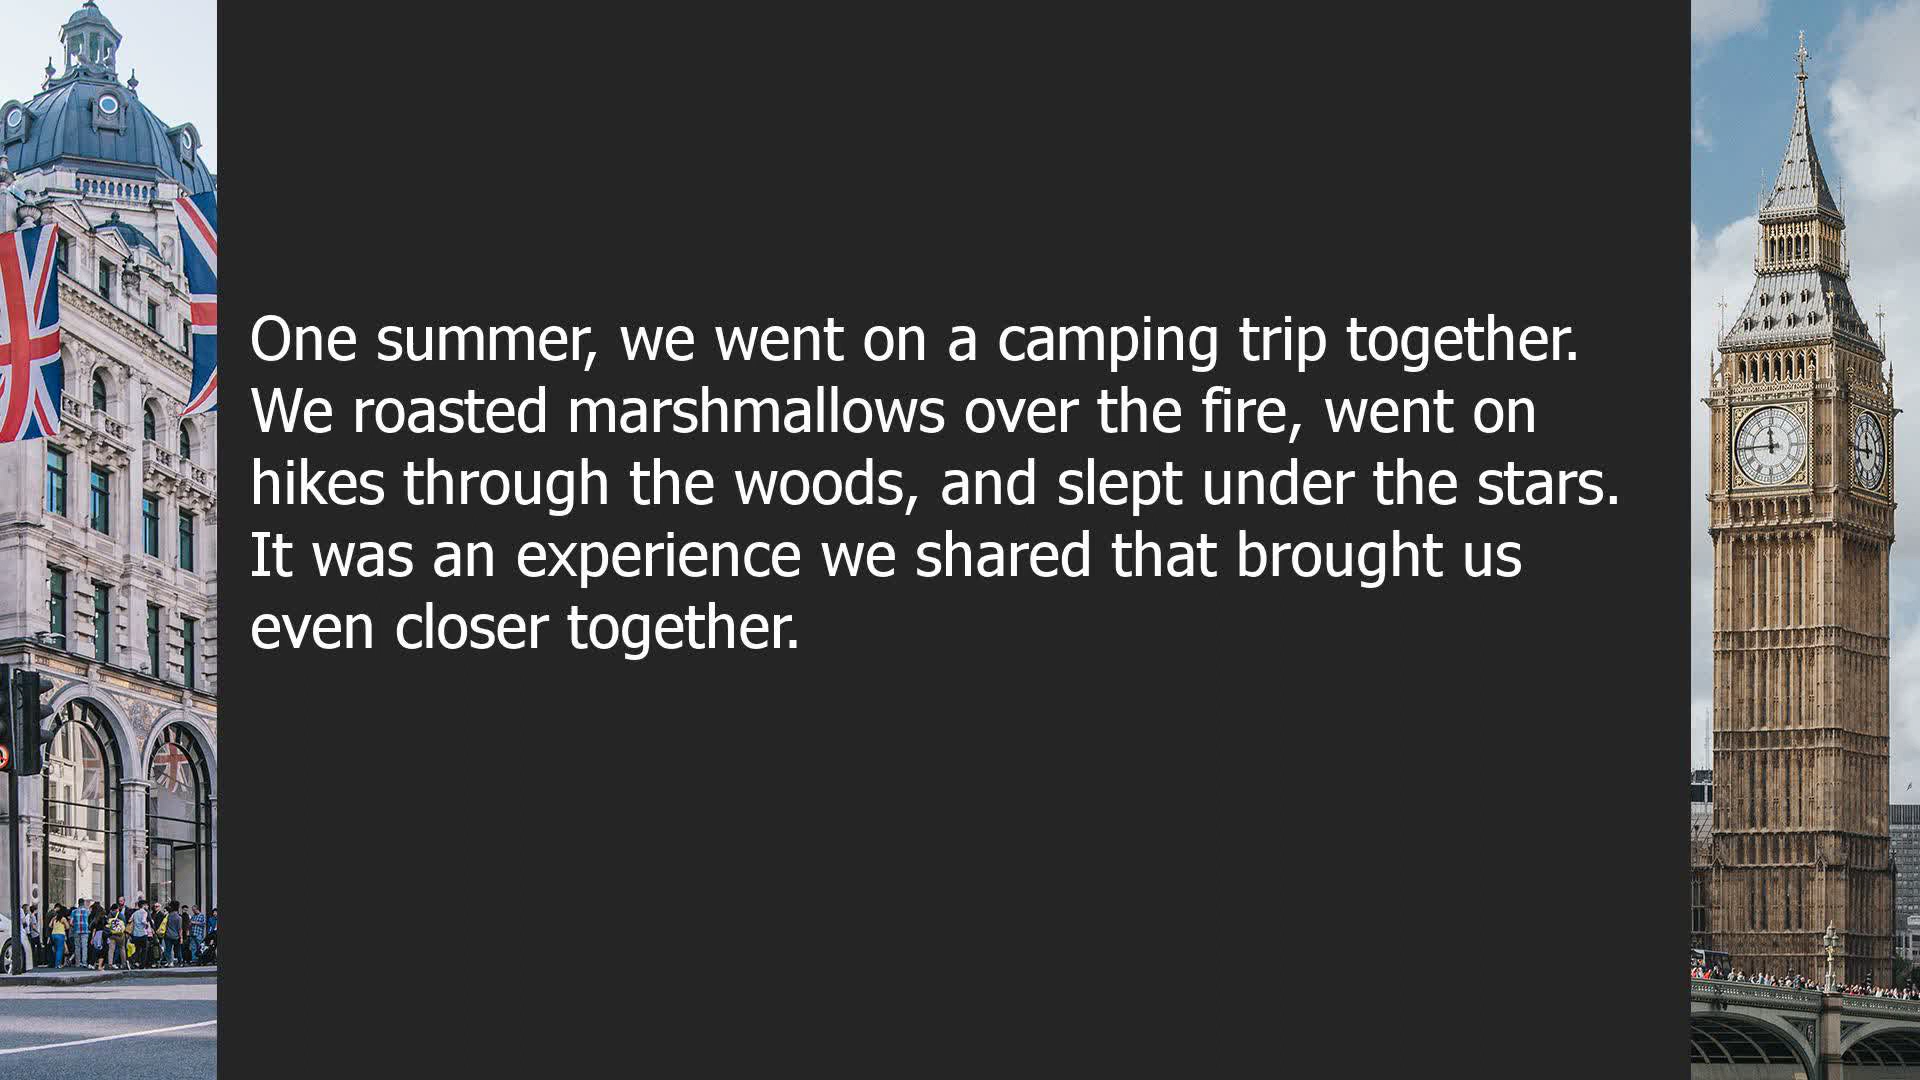 One summer, we went on a camping trip together.
We roasted marshmallows over the fire, went on
hikes through the woods, and slept under the stars.
It was an experience we shared that brought us
even closer together.